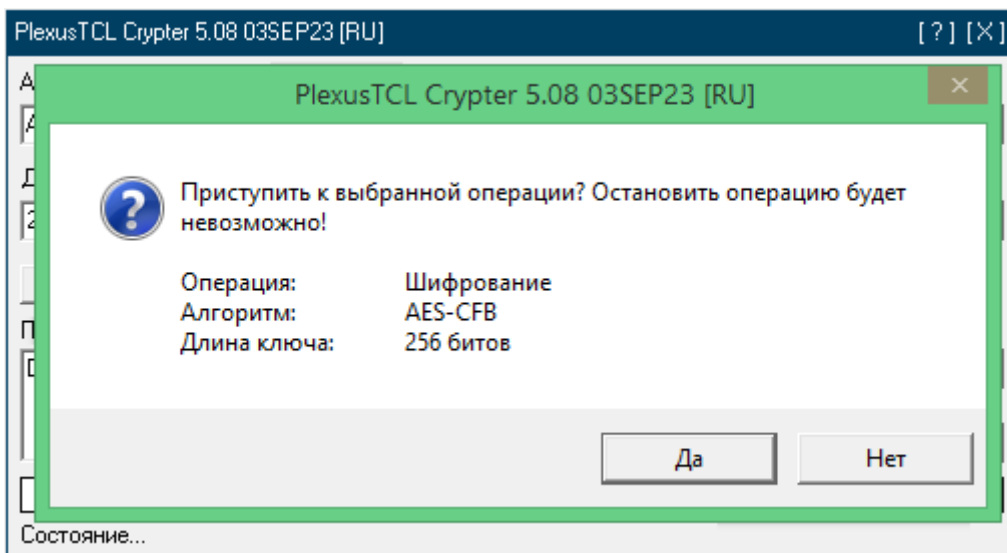 PlexusTCL Crypter 5.08 03SEP23 [RU] [ ? ] [ X ]
PlexusTCL Crypter 5.08 03SEP23 [RU]
Приступить к выбранной операции? Остановить операцию будет
невозможно!
Операция: Шифрование
Алгоритм: AES-CFB
Длина ключа: 256 битов
Да Нет
Состояние...